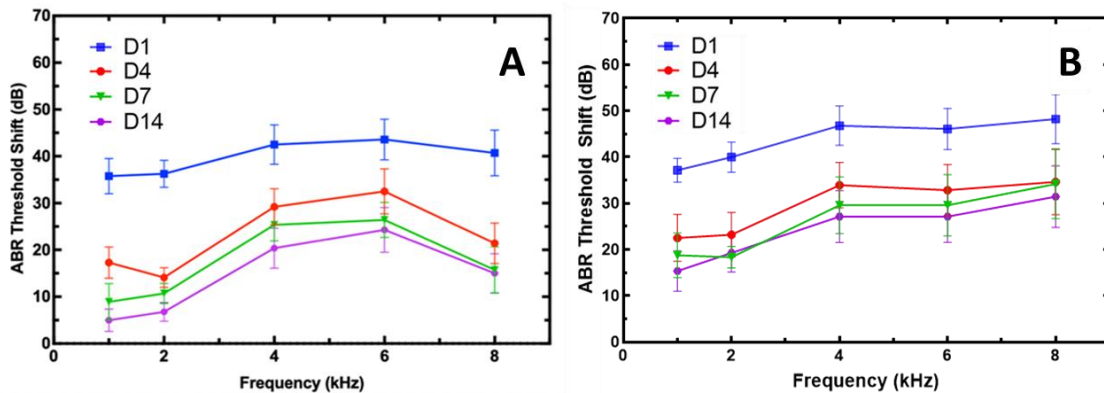 A
D1
D4
D7
D14
ABR Threshold Shift (dB)
70
60
50
40
30
20
10
0
0 2 4 6 8
Frequency (kHz)
B
D1
D4
D7
D14
ABR Threshold Shift (dB)
70
60
50
40
30
20
10
0
0 2 4 6 8
Frequency (kHz)